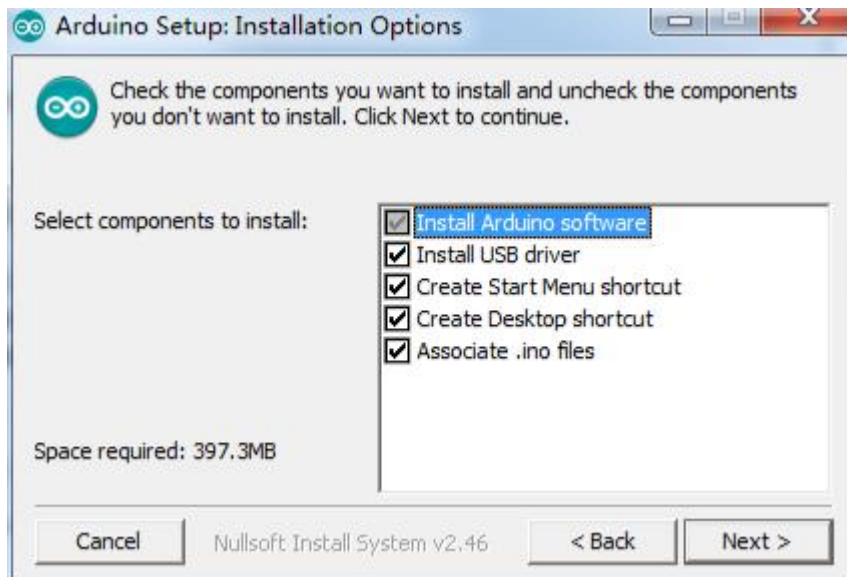 Arduino Setup: Installation Options
Check the components you want to install and uncheck the components
you don't want to install. Click Next to continue.
Select components to install:
Install Arduino software
Install USB driver
Create Start Menu shortcut
Create Desktop shortcut
Associate .ino files
Space required: 397.3MB
Cancel
Nullsoft Install System v2.46
< Back
Next >